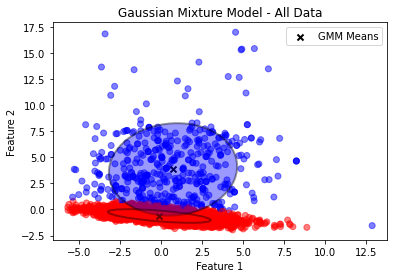 Gaussian Mixture Model - All Data
GMM Means
17.5
15.0
12.5
10.0
7.5
5.0
2.5
0.0
−2.5
Feature 2
−5.0 −2.5 0.0 2.5 5.0 7.5 10.0 12.5
Feature 1